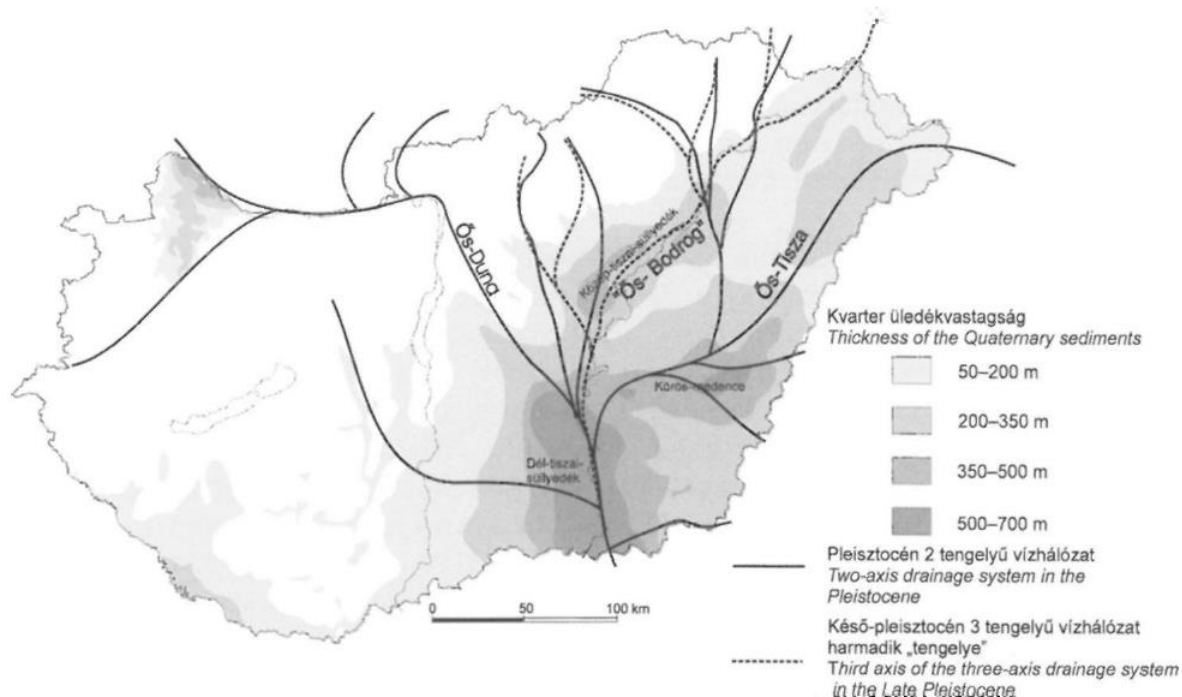 Ős-Duna
Közép-tiszai-süllyedék
"Ős- Bodrog"
Ős-Tisza
Körös-medence
Dél-tiszai-
süllyedék
Kvarter üledékvastagság
Thickness of the Quaternary sediments
50–200 m
200–350 m
350–500 m
500–700 m
Pleisztocén 2 tengelyű vízhálózat
Two-axis drainage system in the
Pleistocene
Késő-pleisztocén 3 tengelyű vízhálózat
harmadik „tengelye"
Third axis of the three-axis drainage system
in the Late Pleistocene
0 50 100 km